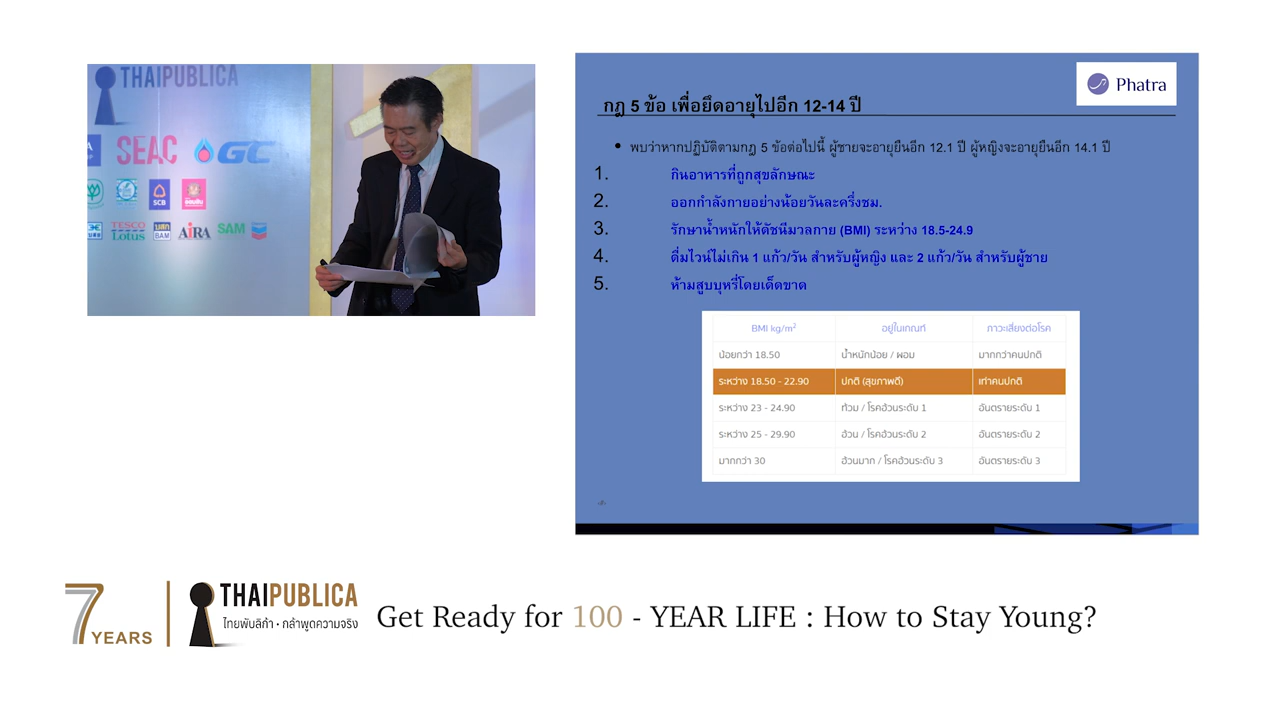 THAIPUBLICA
SEAC
GC
SCB
TESCO
Lotus
BAM
AiRA
SAM
Phatra
กฎ 5 ข้อ เพื่อยืดอายุไปอีก 12-14 ปี
• พบว่าหากปฏิบัติตามกฎ 5 ข้อต่อไปนี้ ผู้ชายจะอายุยืนอีก 12.1 ปี ผู้หญิงจะอายุยืนอีก 14.1 ปี
1. กินอาหารที่ถูกสุขลักษณะ
2. ออกกำลังกายอย่างน้อยวันละครึ่งชม.
3. รักษาน้ำหนักให้ดัชนีมวลกาย (BMI) ระหว่าง 18.5-24.9
4. ดื่มไวน์ไม่เกิน 1 แก้ว/วัน สำหรับผู้หญิง และ 2 แก้ว/วัน สำหรับผู้ชาย
5. ห้ามสูบบุหรี่โดยเด็ดขาด
BMI kg/m² อยู่ในเกณฑ์ ภาวะเสี่ยงต่อโรค
น้อยกว่า 18.50 น้ำหนักน้อย / ผอม มากกว่าคนปกติ
ระหว่าง 18.50 - 22.90 ปกติ (สุขภาพดี) เท่าคนปกติ
ระหว่าง 23 - 24.90 ท้วม / โรคอ้วนระดับ 1 อันตรายระดับ 1
ระหว่าง 25 - 29.90 อ้วน / โรคอ้วนระดับ 2 อันตรายระดับ 2
มากกว่า 30 อ้วนมาก / โรคอ้วนระดับ 3 อันตรายระดับ 3
7 YEARS
THAIPUBLICA
ไทยพับลิก้า • กล้าพูดความจริง
Get Ready for 100 - YEAR LIFE : How to Stay Young?